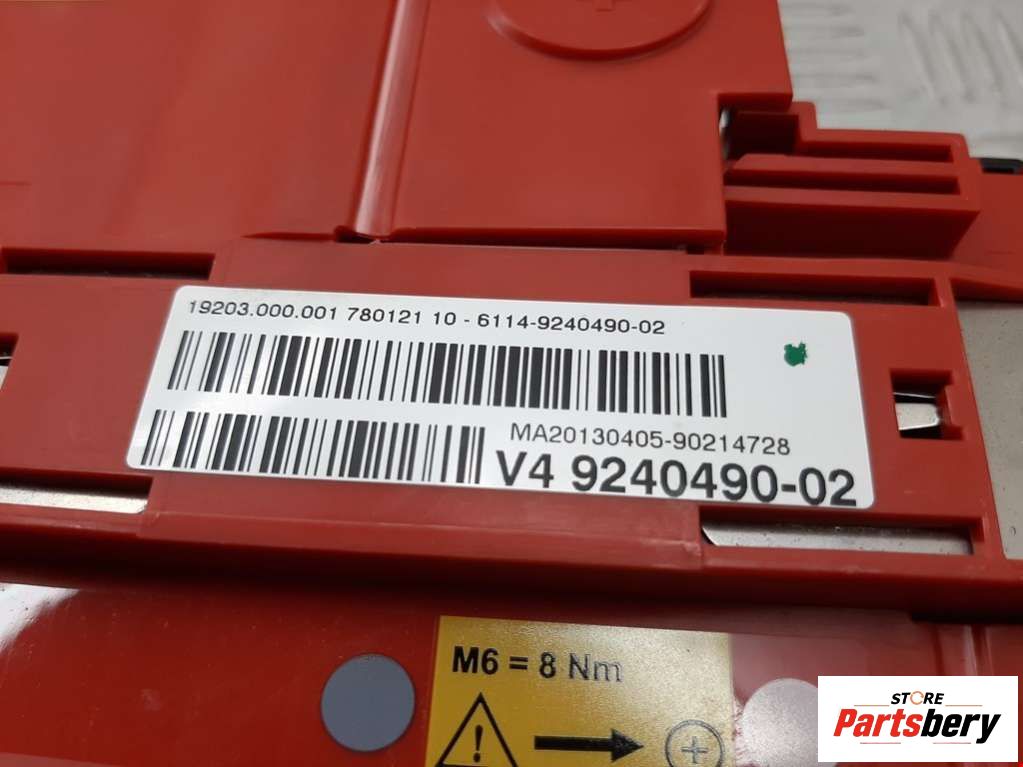 19203.000.001 780121 10 - 6114-9240490-02
MA20130405-90214728
V4 9240490-02
M6 = 8 Nm
STORE
Partsbery